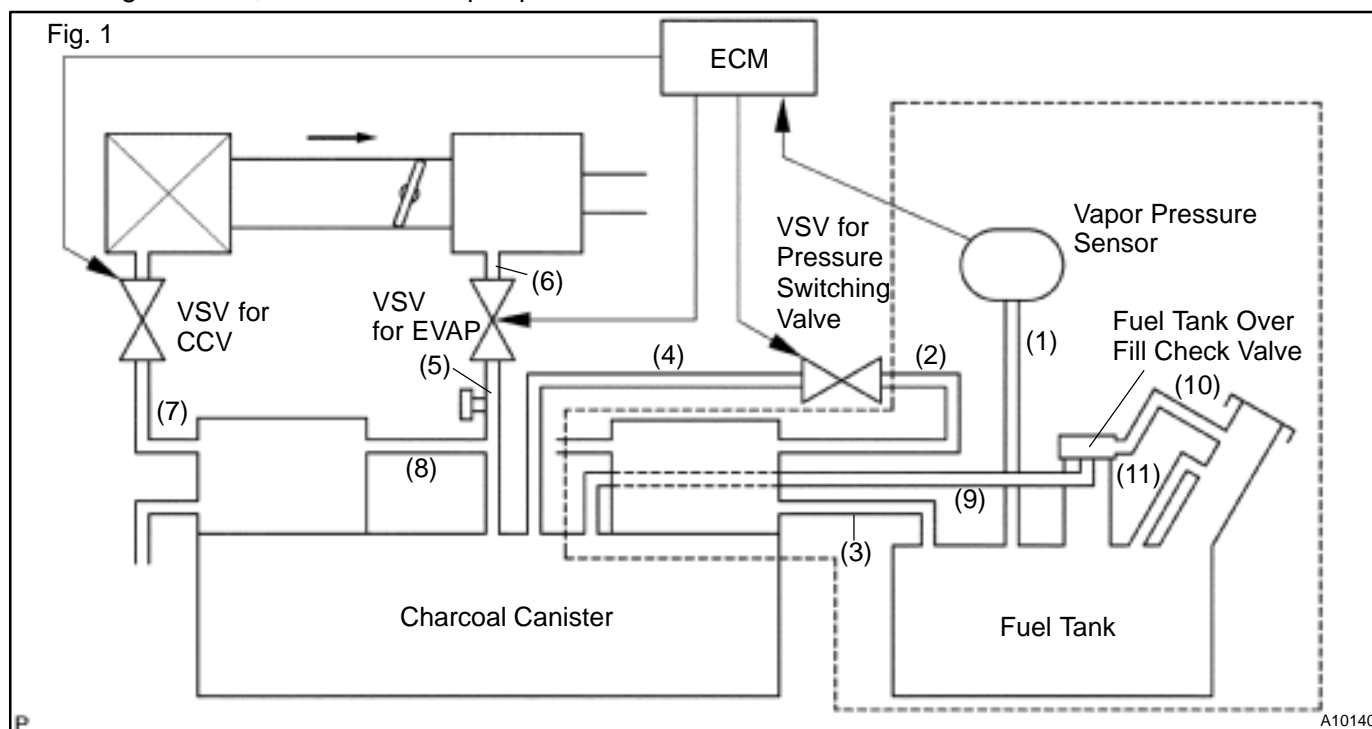 Fig. 1
ECM
Vapor Pressure
Sensor
VSV for
Pressure
Switching
Valve
(6)
VSV for
CCV
VSV
for EVAP
Fuel Tank Over
Fill Check Valve
(1)
(2)
(4)
(5)
(10)
(7)
(8)
(11)
(9)
(3)
Charcoal Canister
Fuel Tank
P
A10140